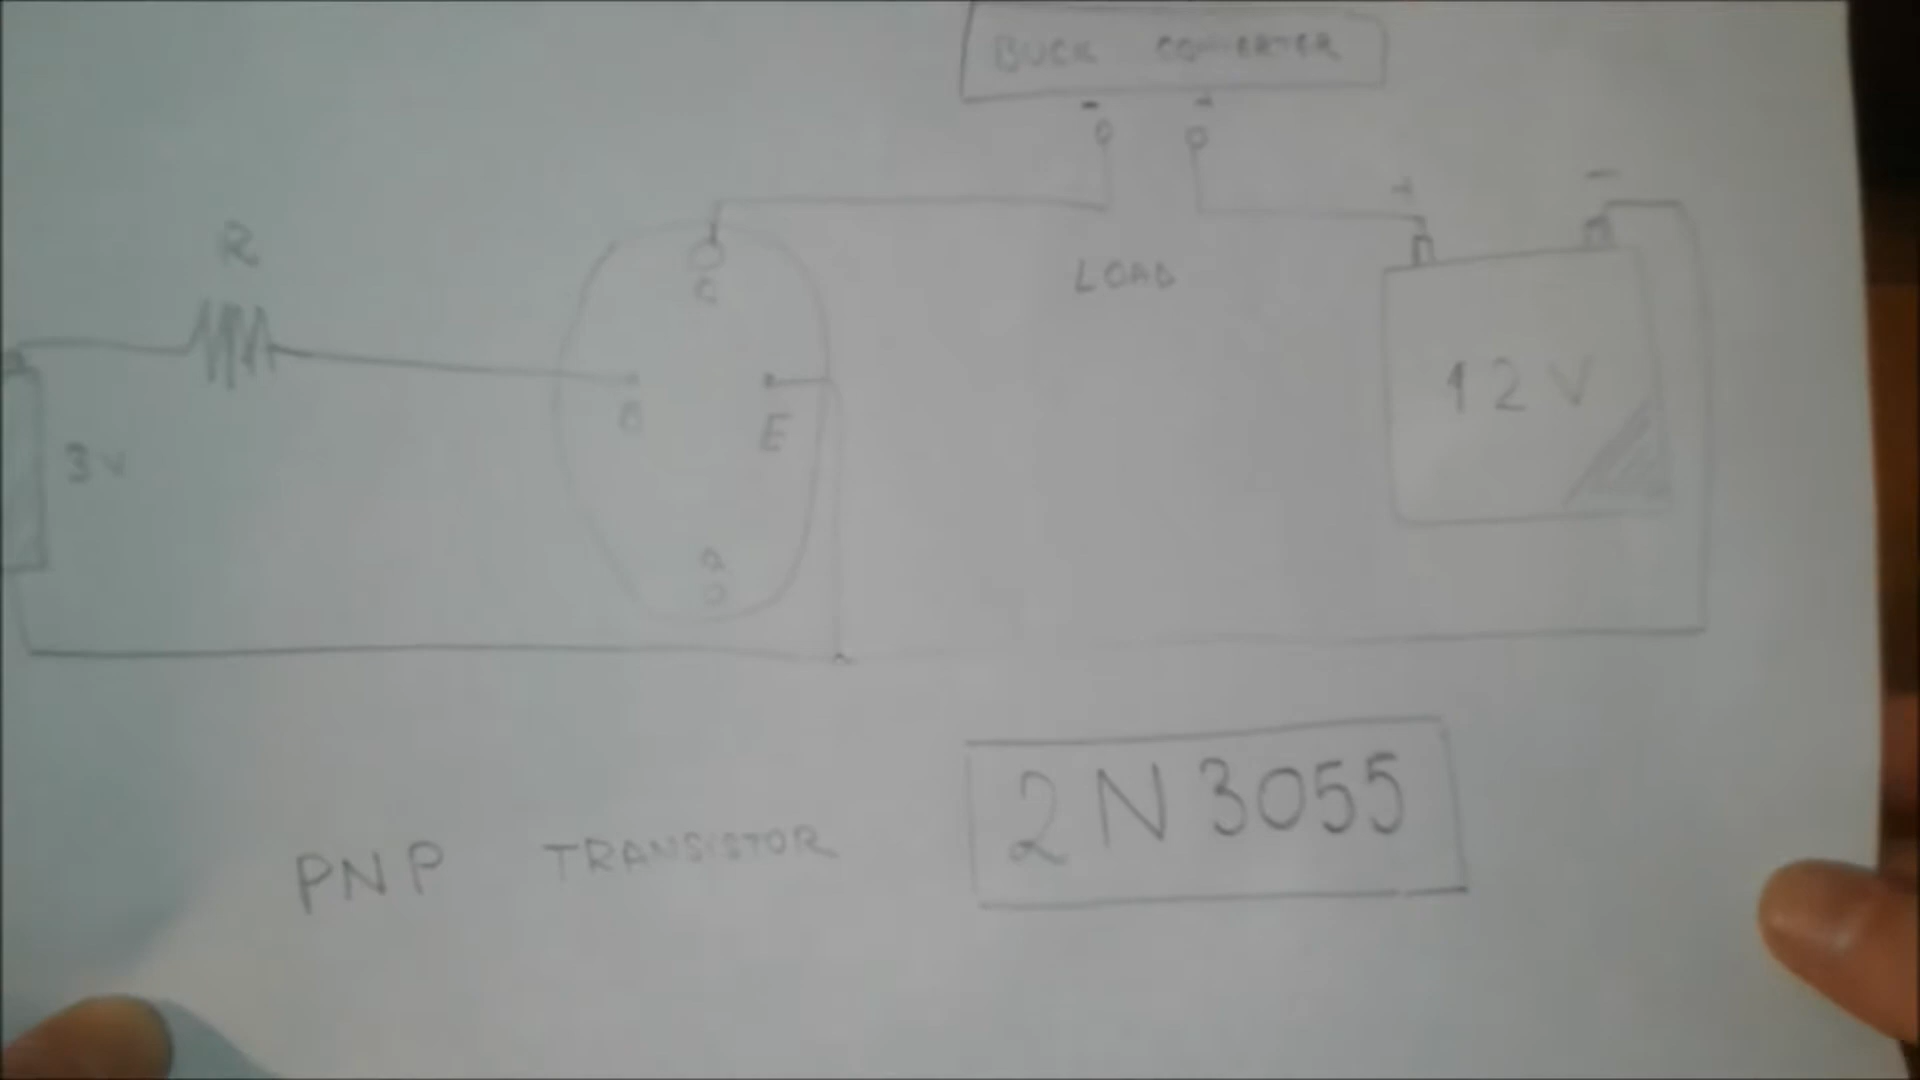 BUCK CONVERTER
- +
+ -
R
C
LOAD
12V
B
E
3V
PNP TRANSISTOR
2N3055